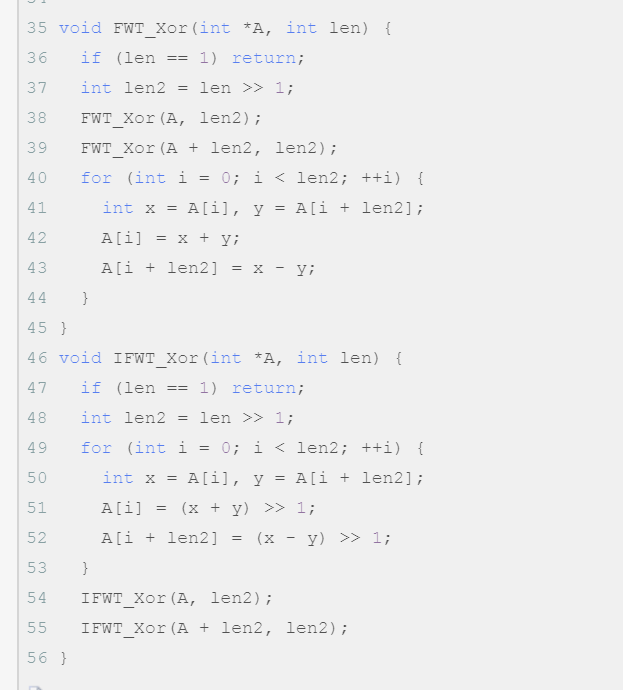 35 void FWT_Xor(int *A, int len) {
36   if (len == 1) return;
37   int len2 = len >> 1;
38   FWT_Xor(A, len2);
39   FWT_Xor(A + len2, len2);
40   for (int i = 0; i < len2; ++i) {
41     int x = A[i], y = A[i + len2];
42     A[i] = x + y;
43     A[i + len2] = x - y;
44   }
45 }
46 void IFWT_Xor(int *A, int len) {
47   if (len == 1) return;
48   int len2 = len >> 1;
49   for (int i = 0; i < len2; ++i) {
50     int x = A[i], y = A[i + len2];
51     A[i] = (x + y) >> 1;
52     A[i + len2] = (x - y) >> 1;
53   }
54   IFWT_Xor(A, len2);
55   IFWT_Xor(A + len2, len2);
56 }